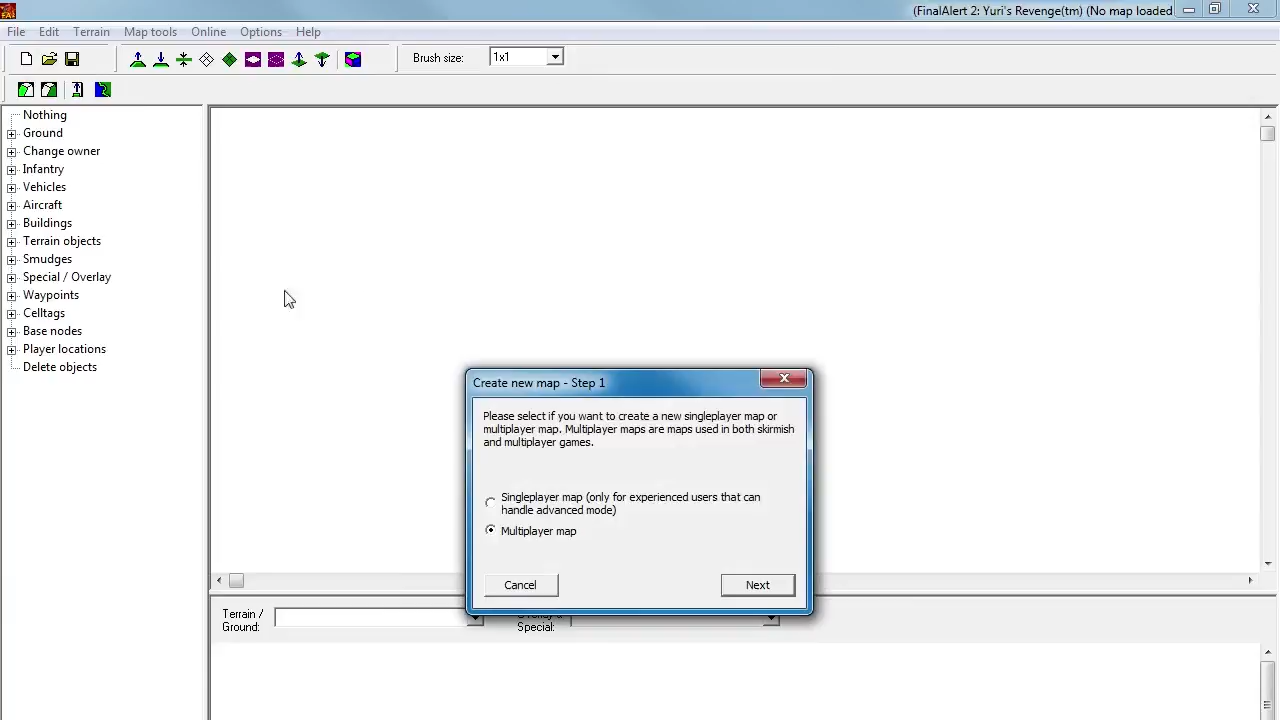 (FinalAlert 2: Yuri's Revenge(tm) (No map loaded
File Edit Terrain Map tools Online Options Help
Brush size: 1x1
Nothing
Ground
Change owner
Infantry
Vehicles
Aircraft
Buildings
Terrain objects
Smudges
Special / Overlay
Waypoints
Celltags
Base nodes
Player locations
Delete objects
Create new map - Step 1
Please select if you want to create a new singleplayer map or
multiplayer map. Multiplayer maps are maps used in both skirmish
and multiplayer games.
Singleplayer map (only for experienced users that can
handle advanced mode)
Multiplayer map
Cancel Next
Terrain /
Ground:
Special: